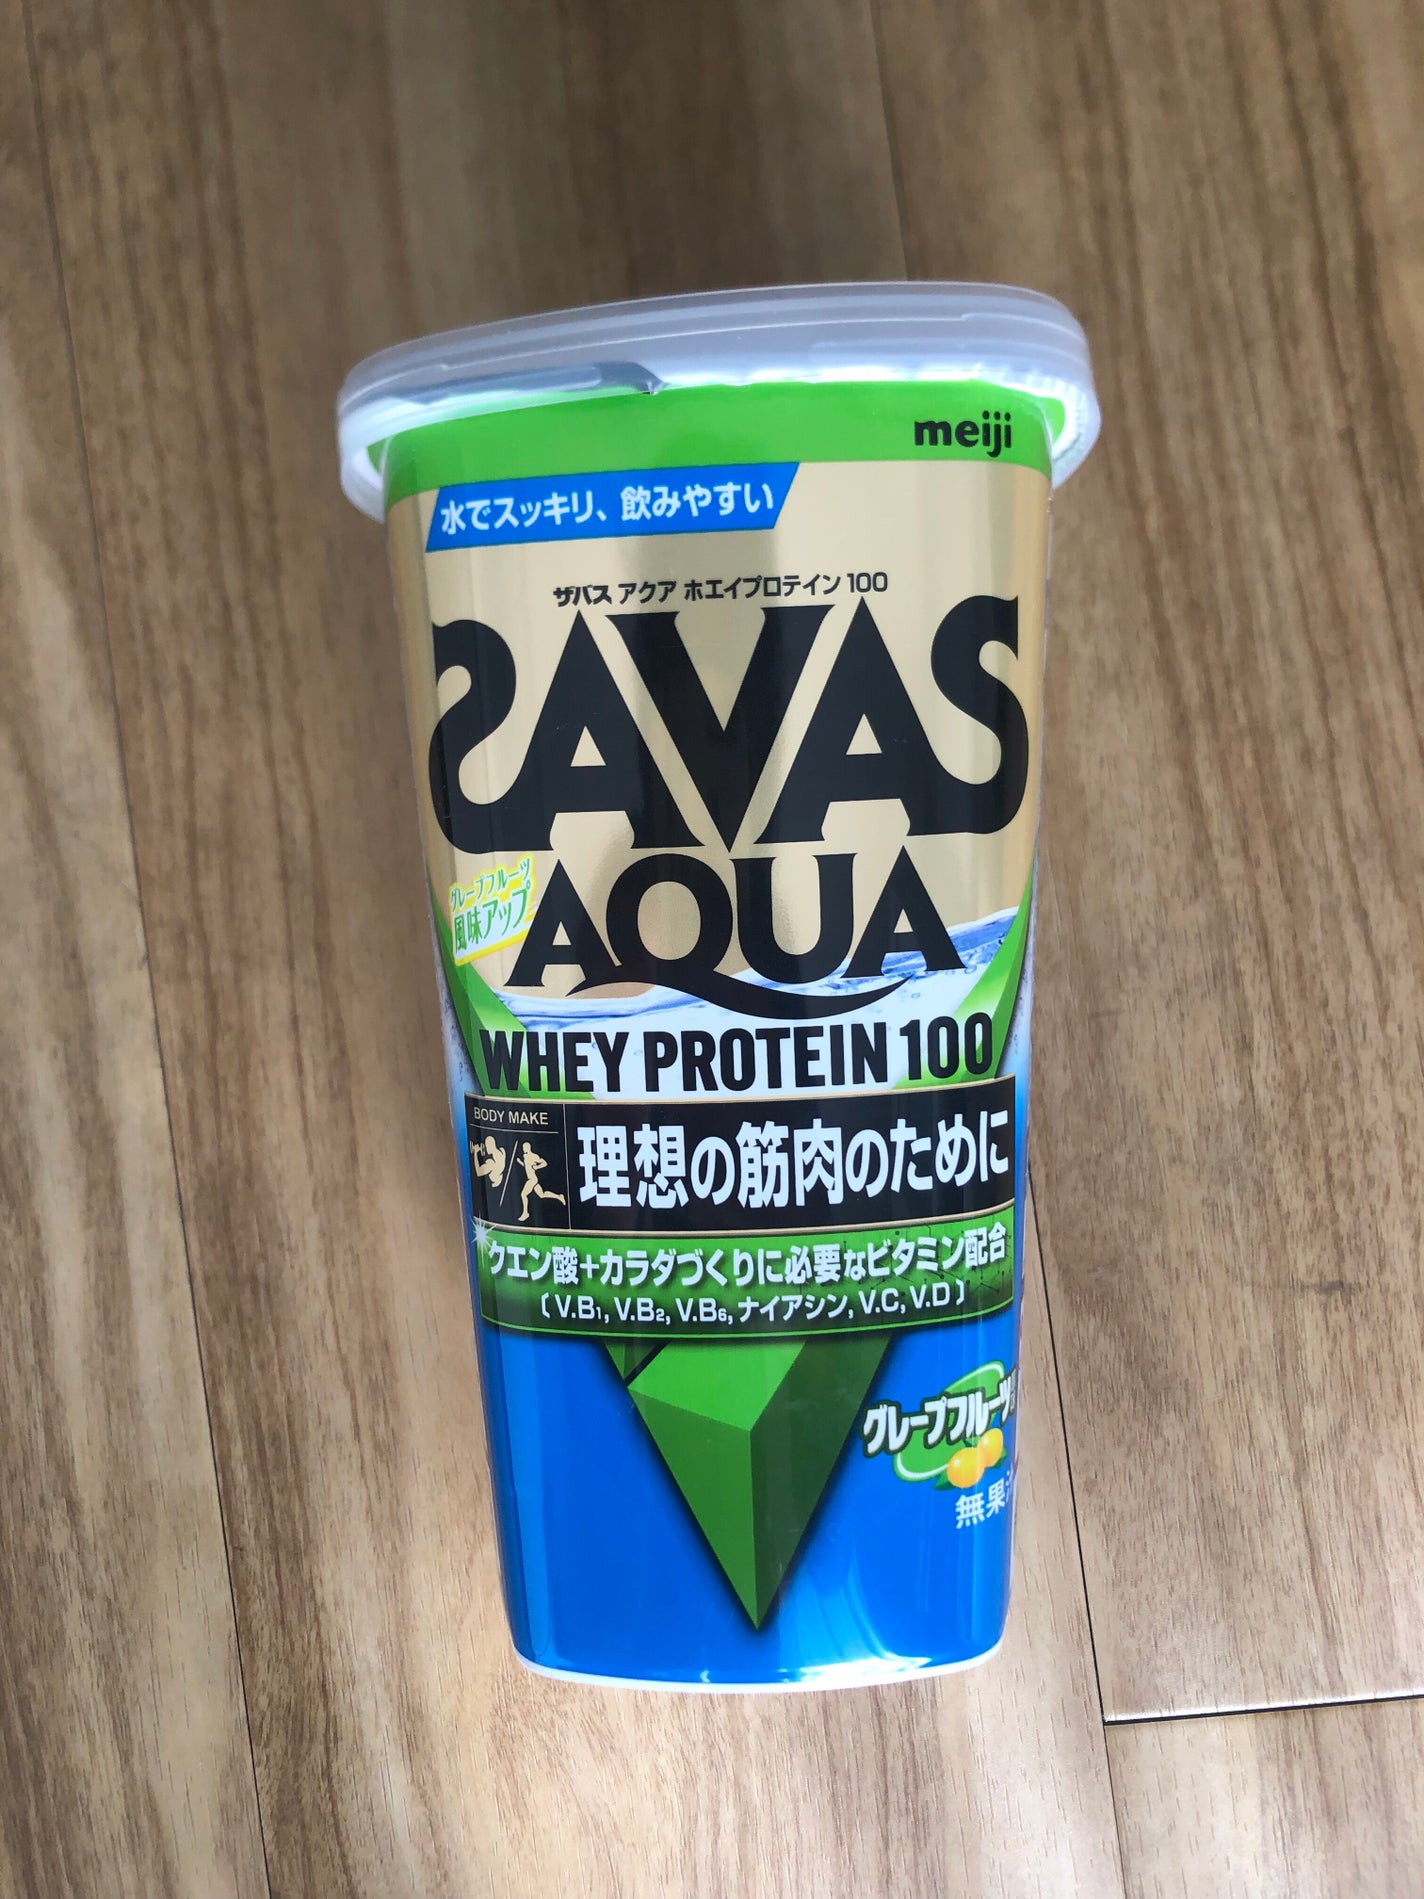 meiji
水でスッキリ、飲みやすい
ザバス アクア ホエイプロテイン 100
SAVAS
グレープフルーツ
風味アップ
AQUA
WHEY PROTEIN 100
BODY MAKE
理想の筋肉のために
クエン酸+カラダづくりに必要なビタミン配合
〔 V.B₁, V.B₂, V.B₆, ナイアシン, V.C, V.D 〕
グレープフルーツ
無果